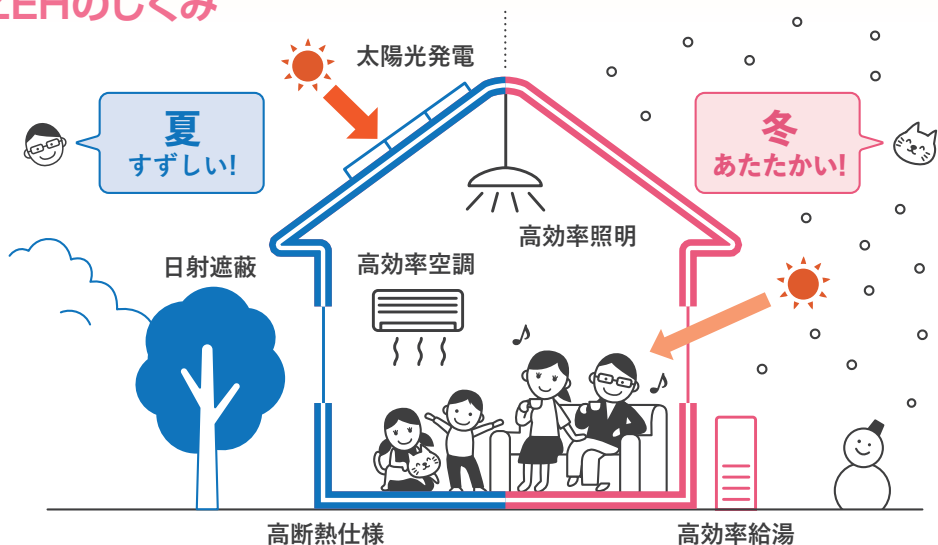 ZEHのしくみ
太陽光発電
夏
すずしい!
冬
あたたかい!
高効率照明
日射遮蔽
高効率空調
高断熱仕様
高効率給湯